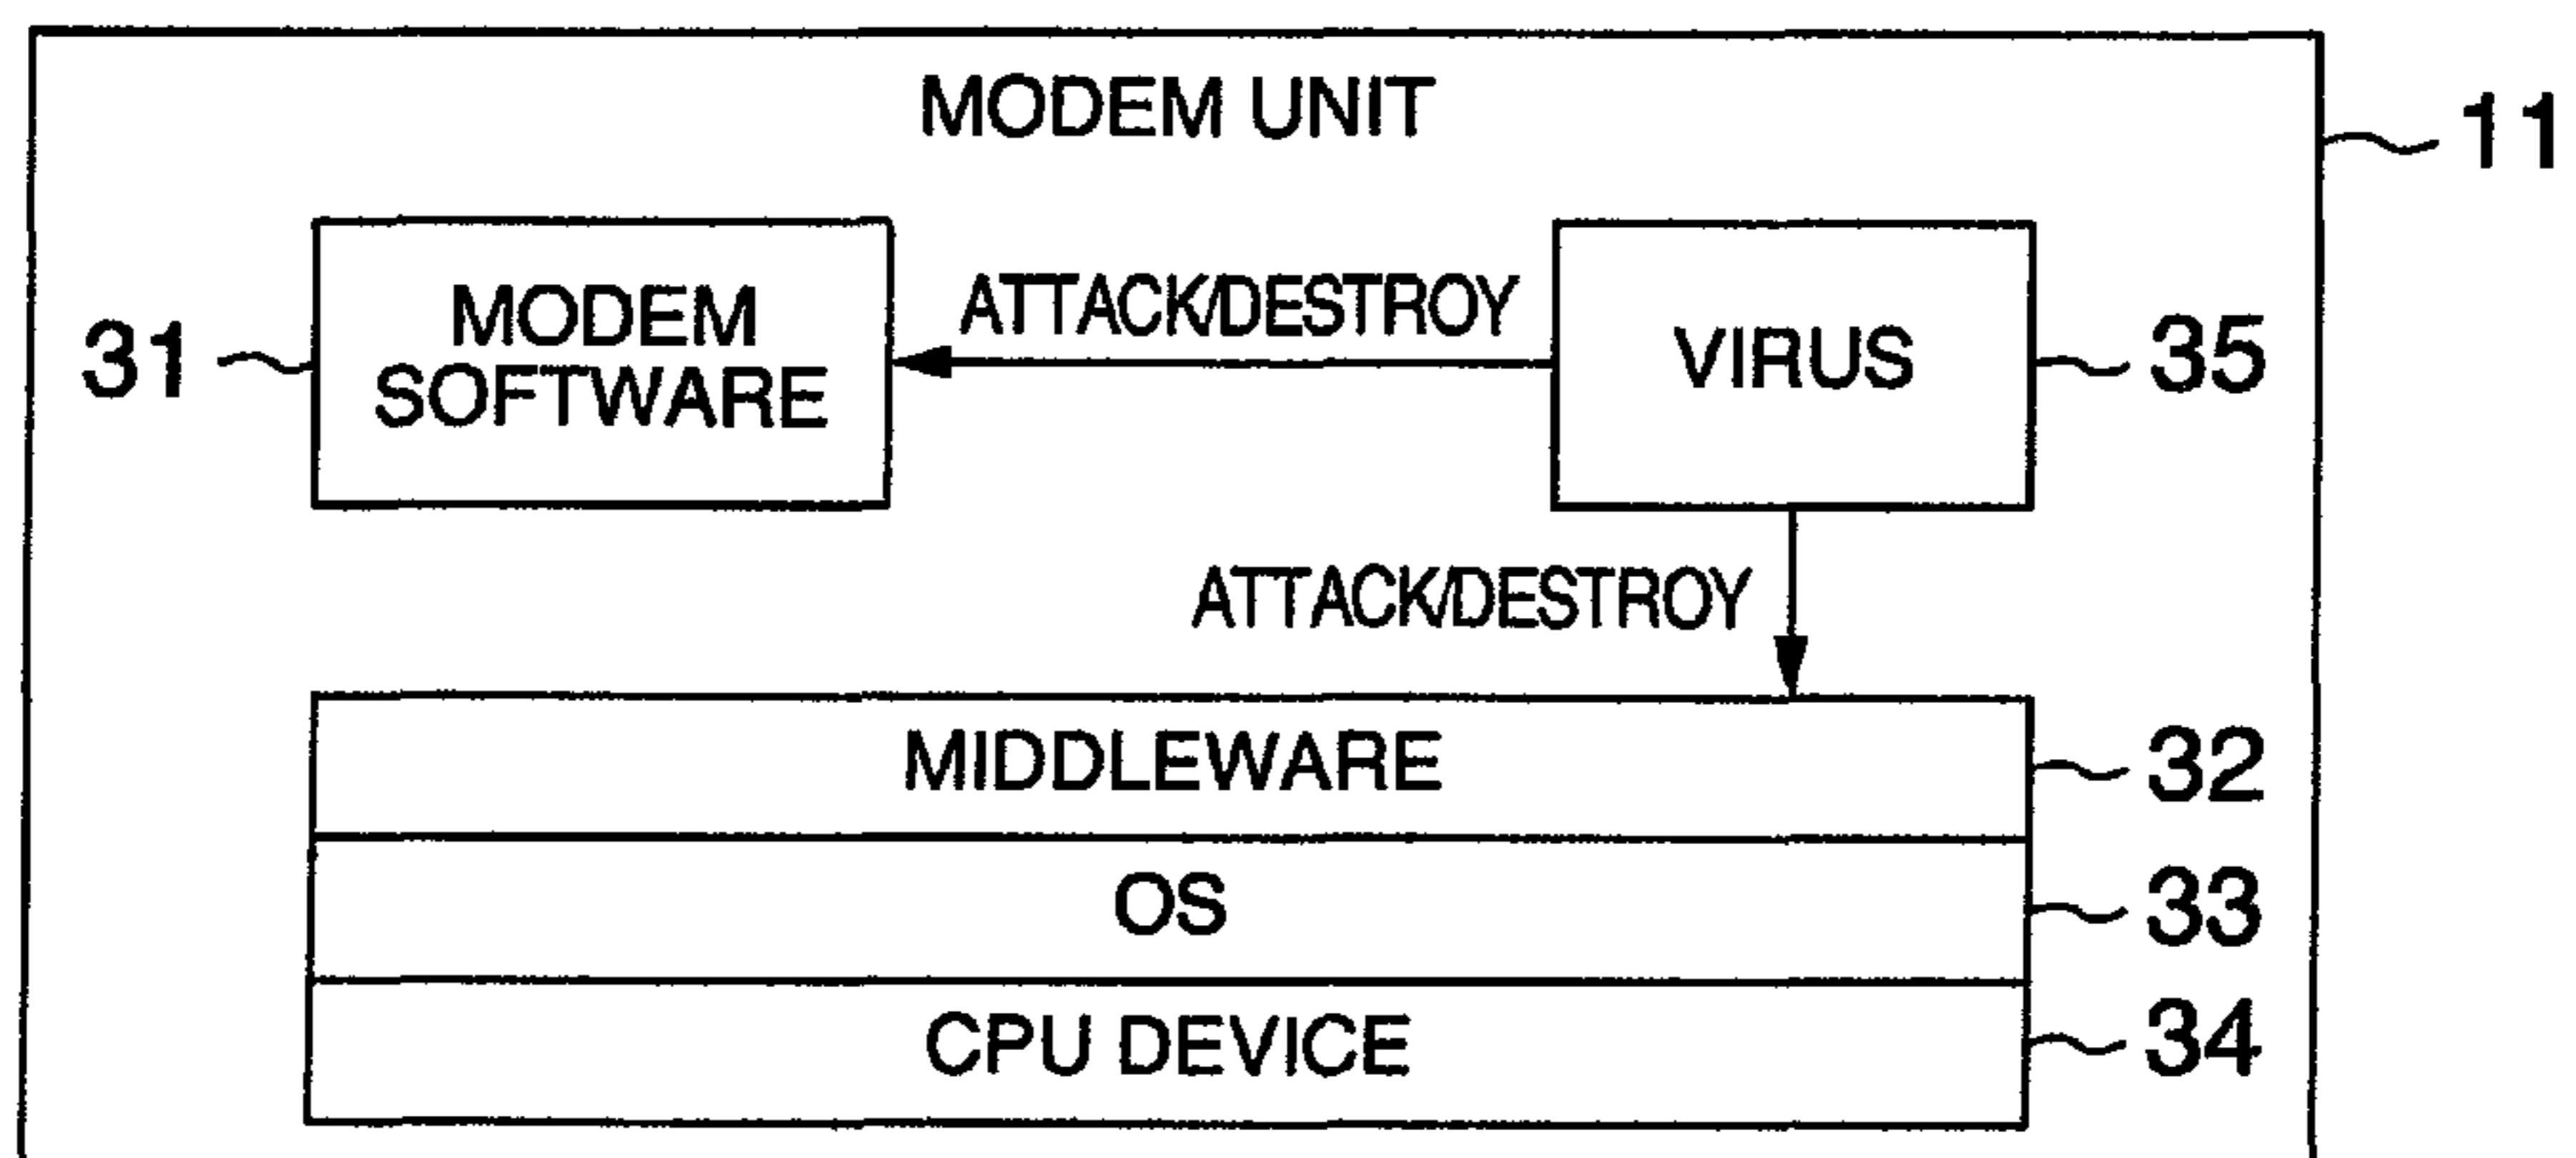 MODEM UNIT
11
MODEM
SOFTWARE
31
ATTACK/DESTROY
VIRUS
35
ATTACK/DESTROY
MIDDLEWARE
32
OS
33
CPU DEVICE
34